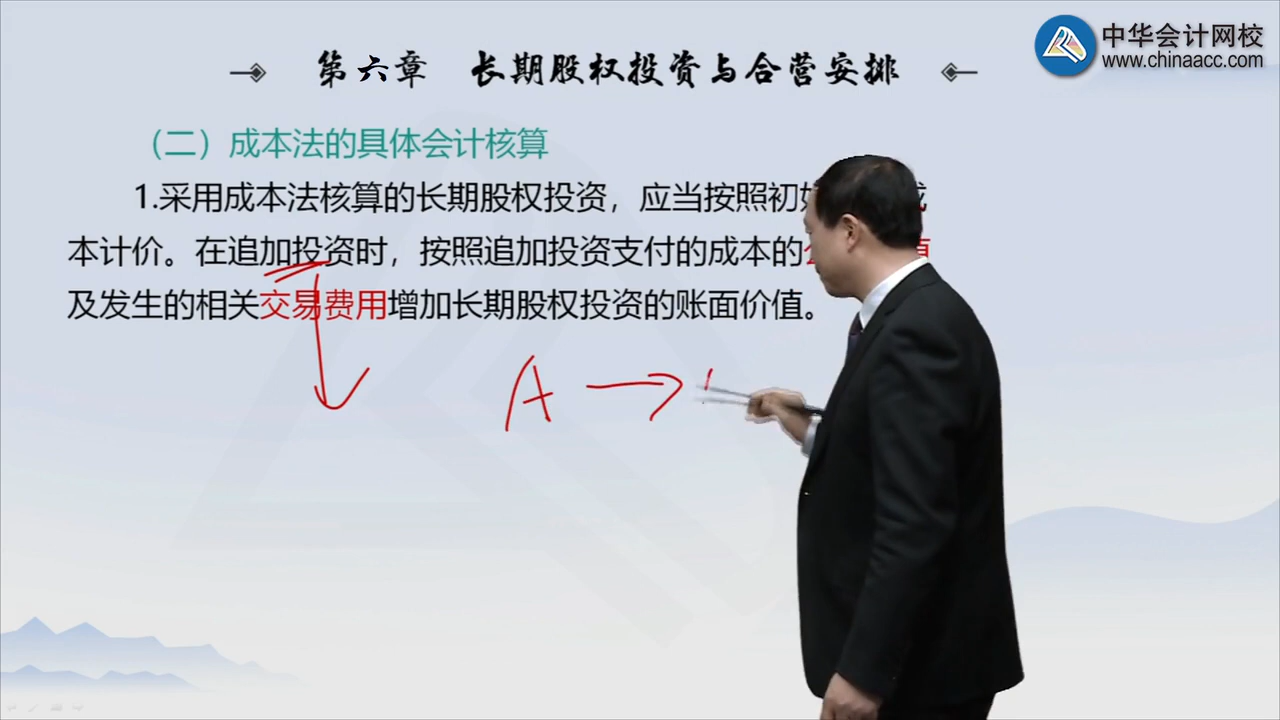 中华会计网校
www.chinaacc.com
第六章 长期股权投资与合营安排
（二）成本法的具体会计核算
1.采用成本法核算的长期股权投资，应当按照初
本计价。在追加投资时，按照追加投资支付的成本的
及发生的相关交易费用增加长期股权投资的账面价值。
A